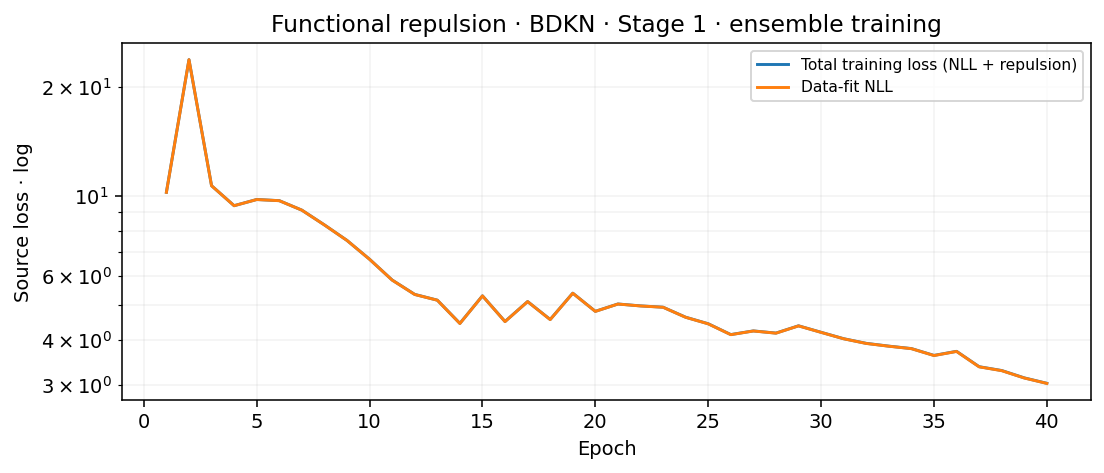 Functional repulsion · BDKN · Stage 1 · ensemble training
Total training loss (NLL + repulsion)
Data-fit NLL
Source loss · log
2 × 10¹
10¹
6 × 10⁰
4 × 10⁰
3 × 10⁰
0 5 10 15 20 25 30 35 40
Epoch